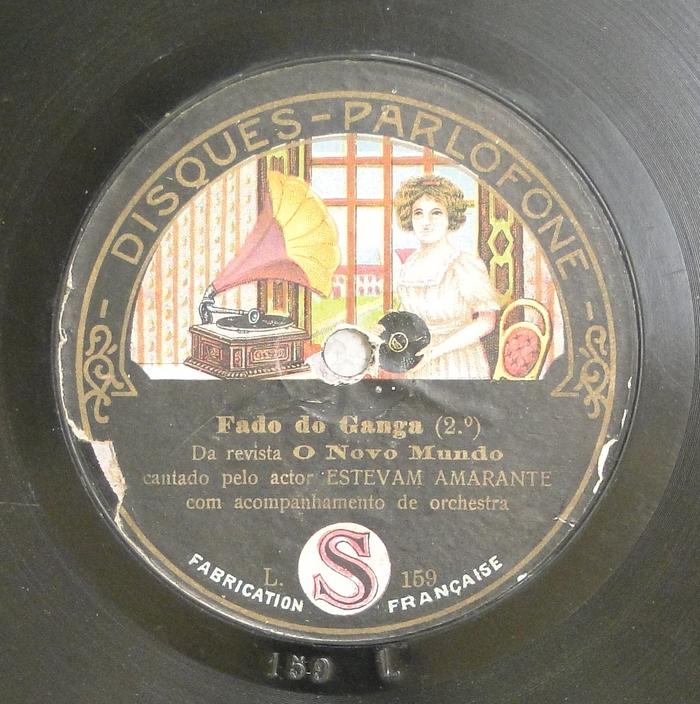 - DISQUES-PARLOFONE -
Fado do Ganga (2.º)
Da revista O Novo Mundo
cantado pelo actor ESTEVAM AMARANTE
com acompanhamento de orchestra
L. S 159
FABRICATION FRANÇAISE
159 L